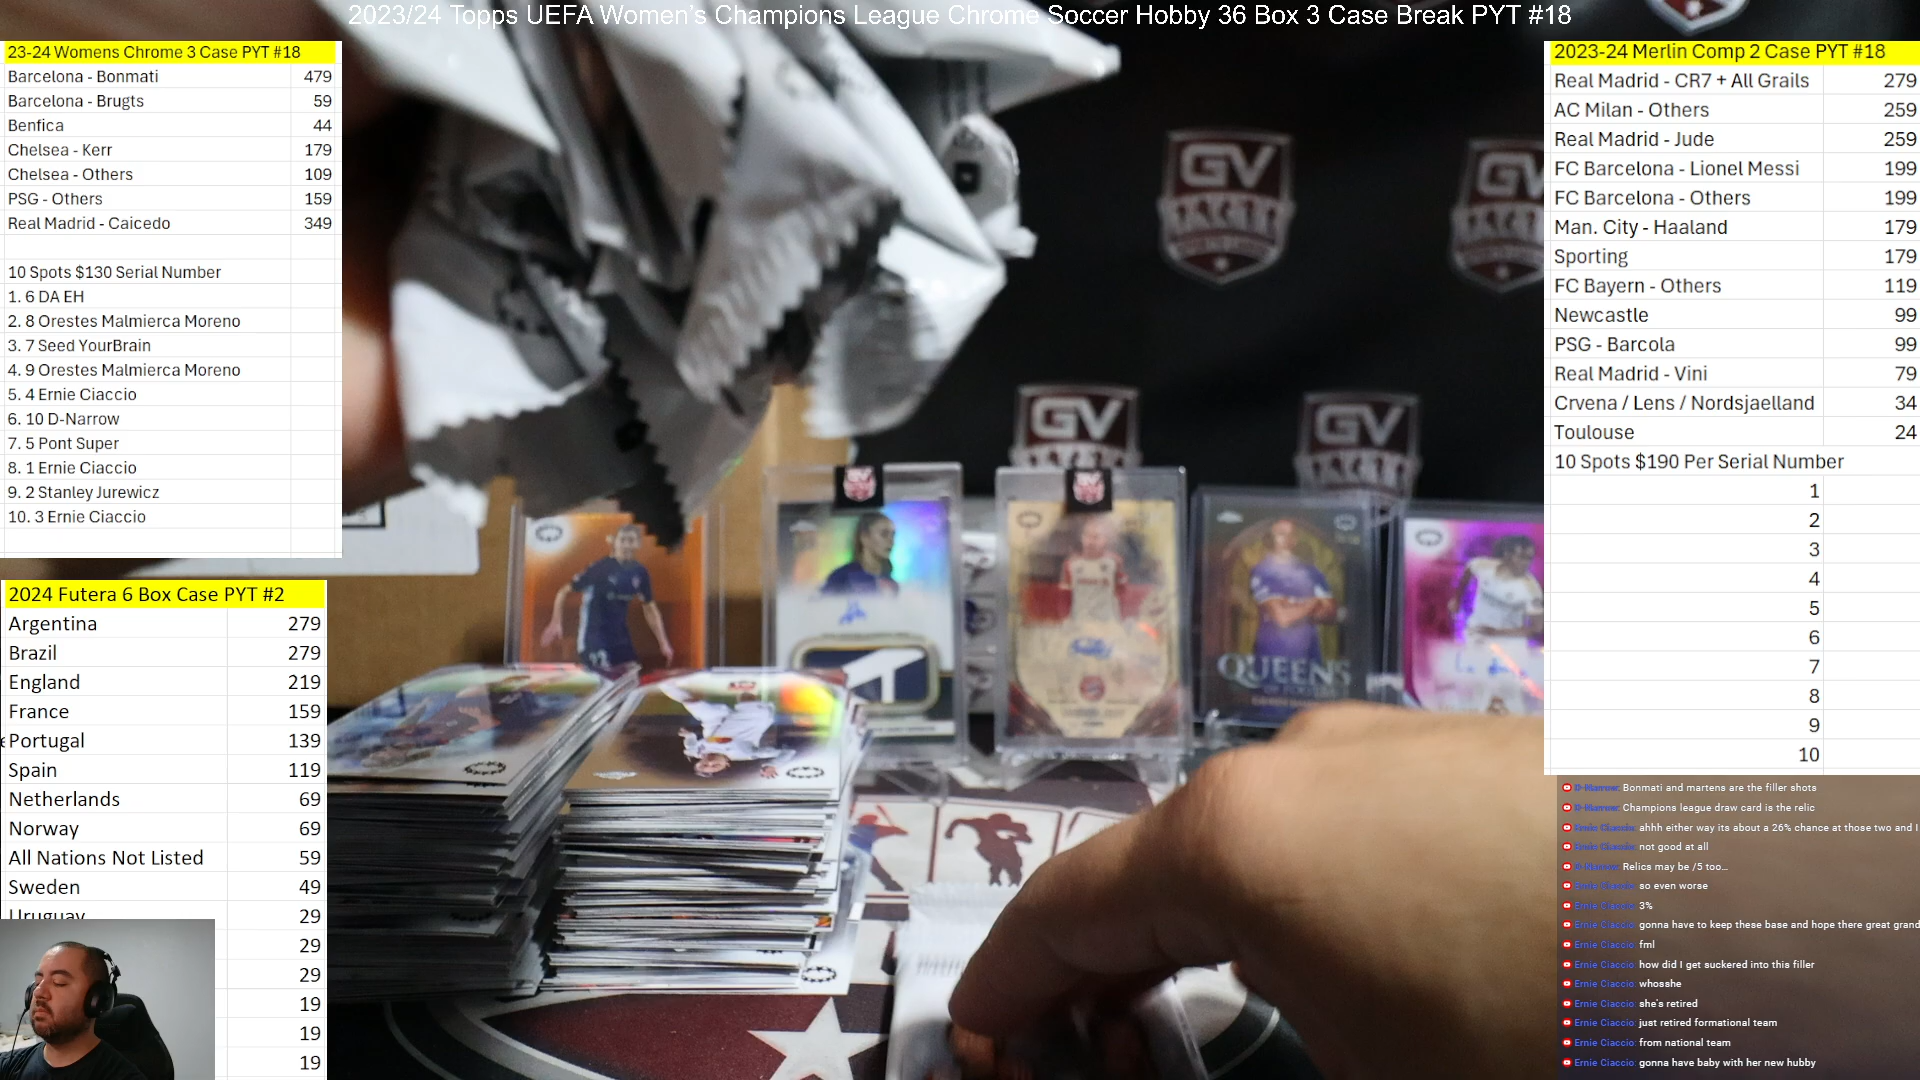 2023/24 Topps UEFA Women's Champions League Chrome Soccer Hobby 36 Box 3 Case Break PYT #18
23-24 Womens Chrome 3 Case PYT #18
Barcelona - Bonmati 479
Barcelona - Brugts 59
Benfica 44
Chelsea - Kerr 179
Chelsea - Others 109
PSG - Others 159
Real Madrid - Caicedo 349
10 Spots $130 Serial Number
1. 6 DA EH
2. 8 Orestes Malmierca Moreno
3. 7 Seed YourBrain
4. 9 Orestes Malmierca Moreno
5. 4 Ernie Ciaccio
6. 10 D-Narrow
7. 5 Pont Super
8. 1 Ernie Ciaccio
9. 2 Stanley Jurewicz
10. 3 Ernie Ciaccio
2024 Futera 6 Box Case PYT #2
Argentina 279
Brazil 279
England 219
France 159
Portugal 139
Spain 119
Netherlands 69
Norway 69
All Nations Not Listed 59
Sweden 49
Uruguay 29
29
29
19
19
19
GV
GV
GV
GV
QUEENS
2023-24 Merlin Comp 2 Case PYT #18
Real Madrid - CR7 + All Grails 279
AC Milan - Others 259
Real Madrid - Jude 259
FC Barcelona - Lionel Messi 199
FC Barcelona - Others 199
Man. City - Haaland 179
Sporting 179
FC Bayern - Others 119
Newcastle 99
PSG - Barcola 99
Real Madrid - Vini 79
Crvena / Lens / Nordsjaelland 34
Toulouse 24
10 Spots $190 Per Serial Number
1
2
3
4
5
6
7
8
9
10
D-Narrow: Bonmati and martens are the filler shots
D-Narrow: Champions league draw card is the relic
Ernie Ciaccio: ahhh either way its about a 26% chance at those two and I
Ernie Ciaccio: not good at all
D-Narrow: Relics may be /5 too...
Ernie Ciaccio: so even worse
Ernie Ciaccio: 3%
Ernie Ciaccio: gonna have to keep these base and hope there great grand
Ernie Ciaccio: fml
Ernie Ciaccio: how did I get suckered into this filler
Ernie Ciaccio: whosshe
Ernie Ciaccio: she's retired
Ernie Ciaccio: just retired formational team
Ernie Ciaccio: from national team
Ernie Ciaccio: gonna have baby with her new hubby